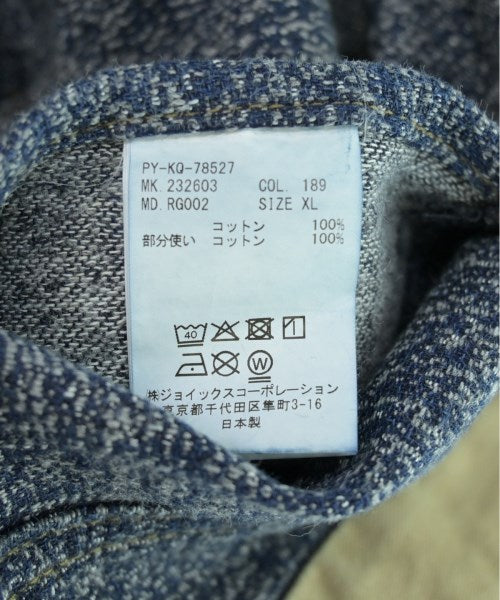 PY-KQ-78527
MK. 232603 COL. 189
MD. RG002 SIZE XL
コットン 100%
部分使い コットン 100%
40
W
株ジョイックスコーポレーション
東京都千代田区隼町3-16
日本製